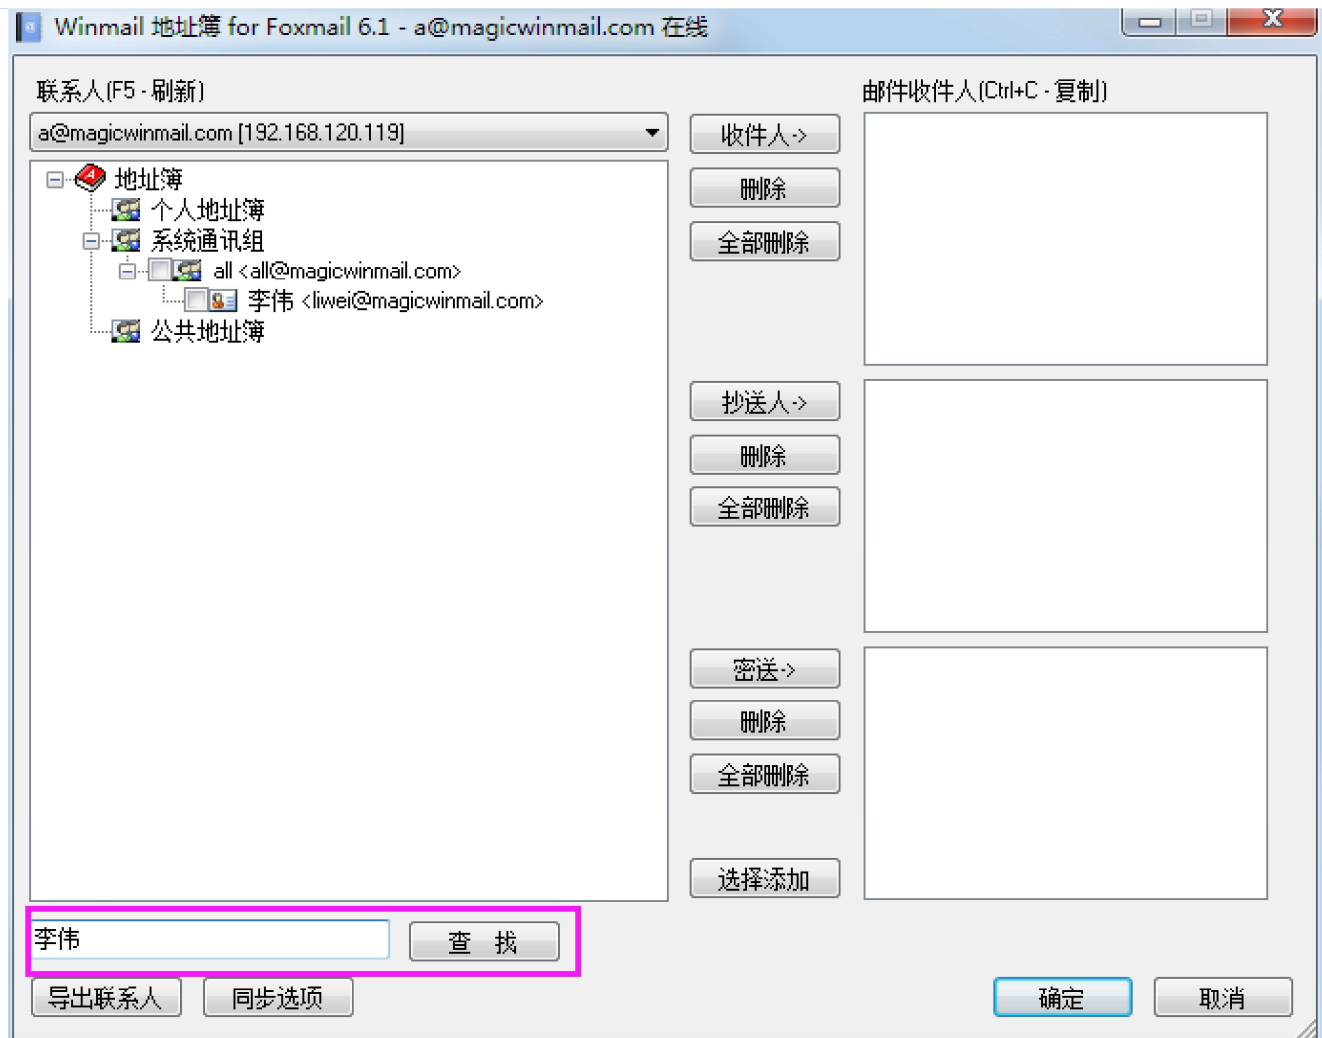 Winmail 地址簿 for Foxmail 6.1 - a@magicwinmail.com 在线
联系人(F5 - 刷新)
邮件收件人(Ctrl+C - 复制)
a@magicwinmail.com [192.168.120.119]
收件人->
地址簿
删除
个人地址簿
系统通讯组
全部删除
all <all@magicwinmail.com>
李伟 <liwei@magicwinmail.com>
公共地址簿
抄送人->
删除
全部删除
密送->
删除
全部删除
选择添加
李伟
查 找
导出联系人
同步选项
确定
取消